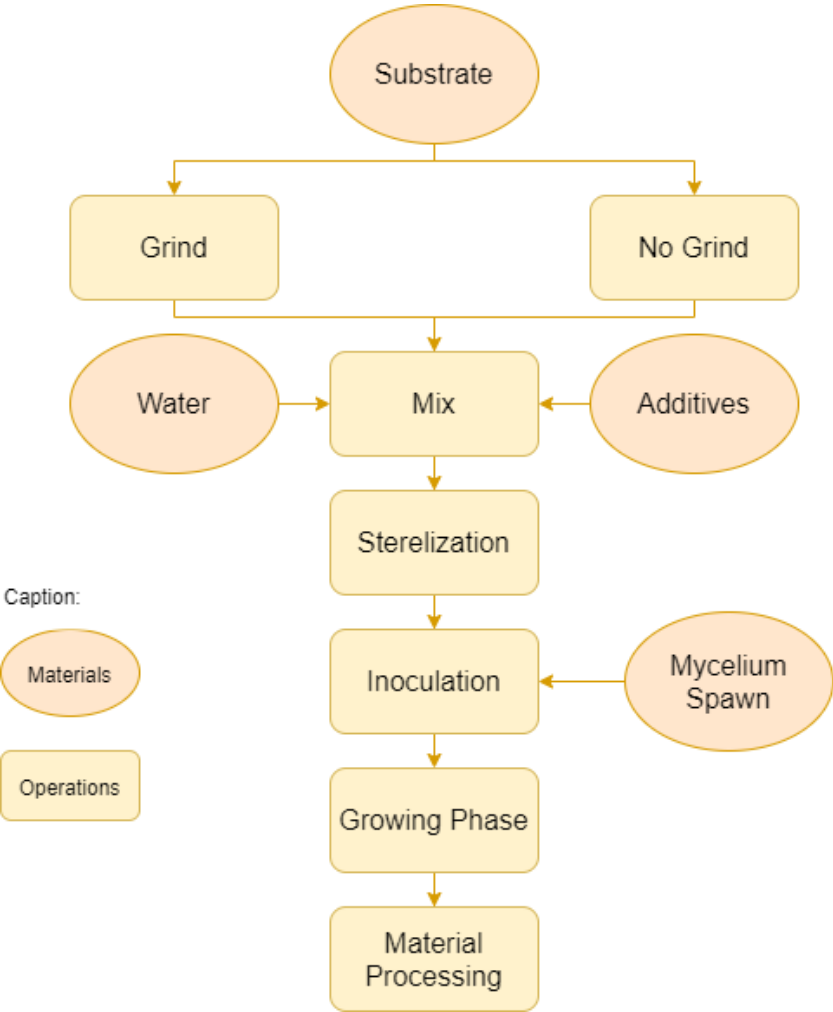 Substrate
Grind
No Grind
Water
Mix
Additives
Sterelization
Caption:
Materials
Inoculation
Mycelium
Spawn
Operations
Growing Phase
Material
Processing